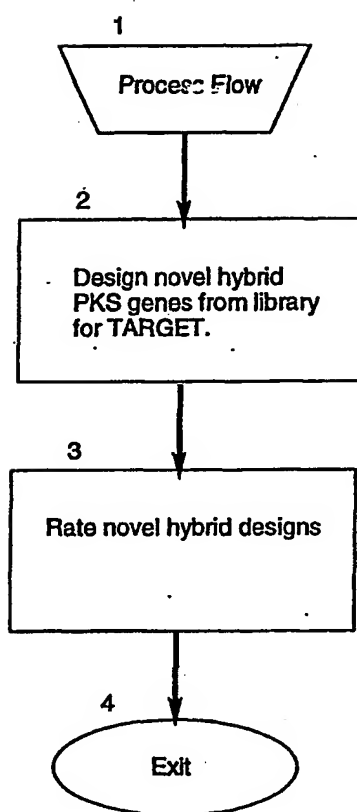 1
Process Flow
2
Design novel hybrid
PKS genes from library
for TARGET.
3
Rate novel hybrid designs
4
Exit